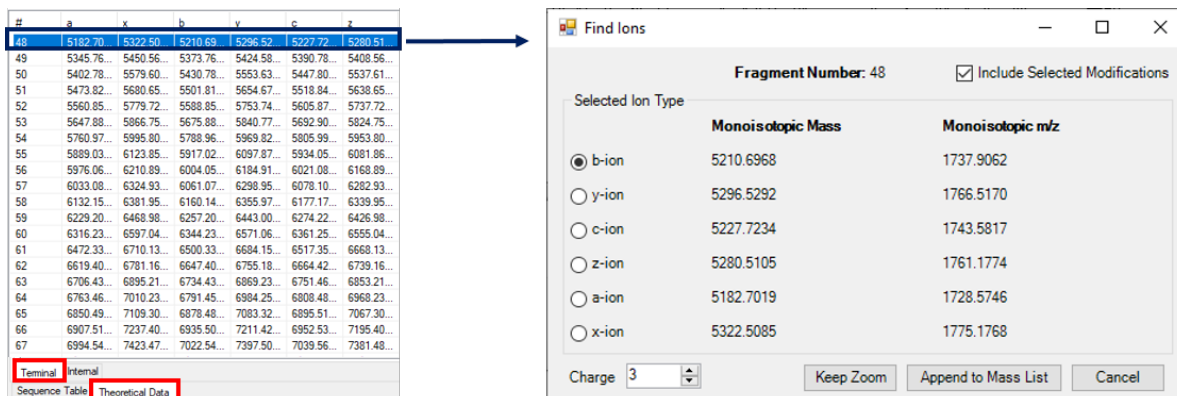 # a x b y c z
48 5182.70... 5322.50... 5210.69... 5296.52... 5227.72... 5280.51...
49 5345.76... 5450.56... 5373.76... 5424.58... 5390.78... 5408.56...
50 5402.78... 5579.60... 5430.78... 5553.63... 5447.80... 5537.61...
51 5473.82... 5680.65... 5501.81... 5654.67... 5518.84... 5638.65...
52 5560.85... 5779.72... 5588.85... 5753.74... 5605.87... 5737.72...
53 5647.88... 5866.75... 5675.88... 5840.77... 5692.90... 5824.75...
54 5760.97... 5995.80... 5788.96... 5969.82... 5805.99... 5953.80...
55 5889.03... 6123.85... 5917.02... 6097.87... 5934.05... 6081.86...
56 5976.06... 6210.89... 6004.05... 6184.91... 6021.08... 6168.89...
57 6033.08... 6324.93... 6061.07... 6298.95... 6078.10... 6282.93...
58 6132.15... 6381.95... 6160.14... 6355.97... 6177.17... 6339.95...
59 6229.20... 6468.98... 6257.20... 6443.00... 6274.22... 6426.98...
60 6316.23... 6597.04... 6344.23... 6571.06... 6361.25... 6555.04...
61 6472.33... 6710.13... 6500.33... 6684.15... 6517.35... 6668.13...
62 6619.40... 6781.16... 6647.40... 6755.18... 6664.42... 6739.16...
63 6706.43... 6895.21... 6734.43... 6869.23... 6751.46... 6853.21...
64 6763.46... 7010.23... 6791.45... 6984.25... 6808.48... 6968.23...
65 6850.49... 7109.30... 6878.48... 7083.32... 6895.51... 7067.30...
66 6907.51... 7237.40... 6935.50... 7211.42... 6952.53... 7195.40...
67 6994.54... 7423.47... 7022.54... 7397.50... 7039.56... 7381.48...
Terminal Internal
Sequence Table Theoretical Data
Find Ions
Fragment Number: 48 Include Selected Modifications
Selected Ion Type
Monoisotopic Mass Monoisotopic m/z
b-ion 5210.6968 1737.9062
y-ion 5296.5292 1766.5170
c-ion 5227.7234 1743.5817
z-ion 5280.5105 1761.1774
a-ion 5182.7019 1728.5746
x-ion 5322.5085 1775.1768
Charge 3 Keep Zoom Append to Mass List Cancel